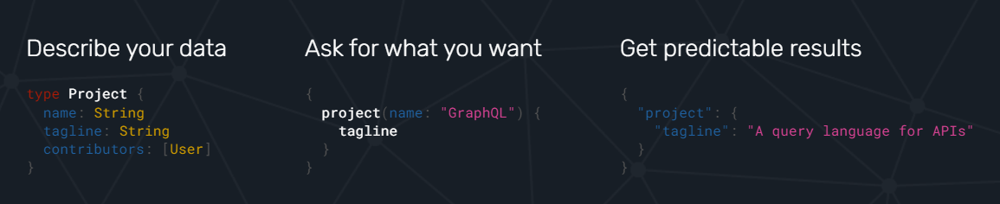 Describe your data
type Project {
  name: String
  tagline: String
  contributors: [User]
}
Ask for what you want
{
  project(name: "GraphQL") {
    tagline
  }
}
Get predictable results
{
  "project": {
    "tagline": "A query language for APIs"
  }
}